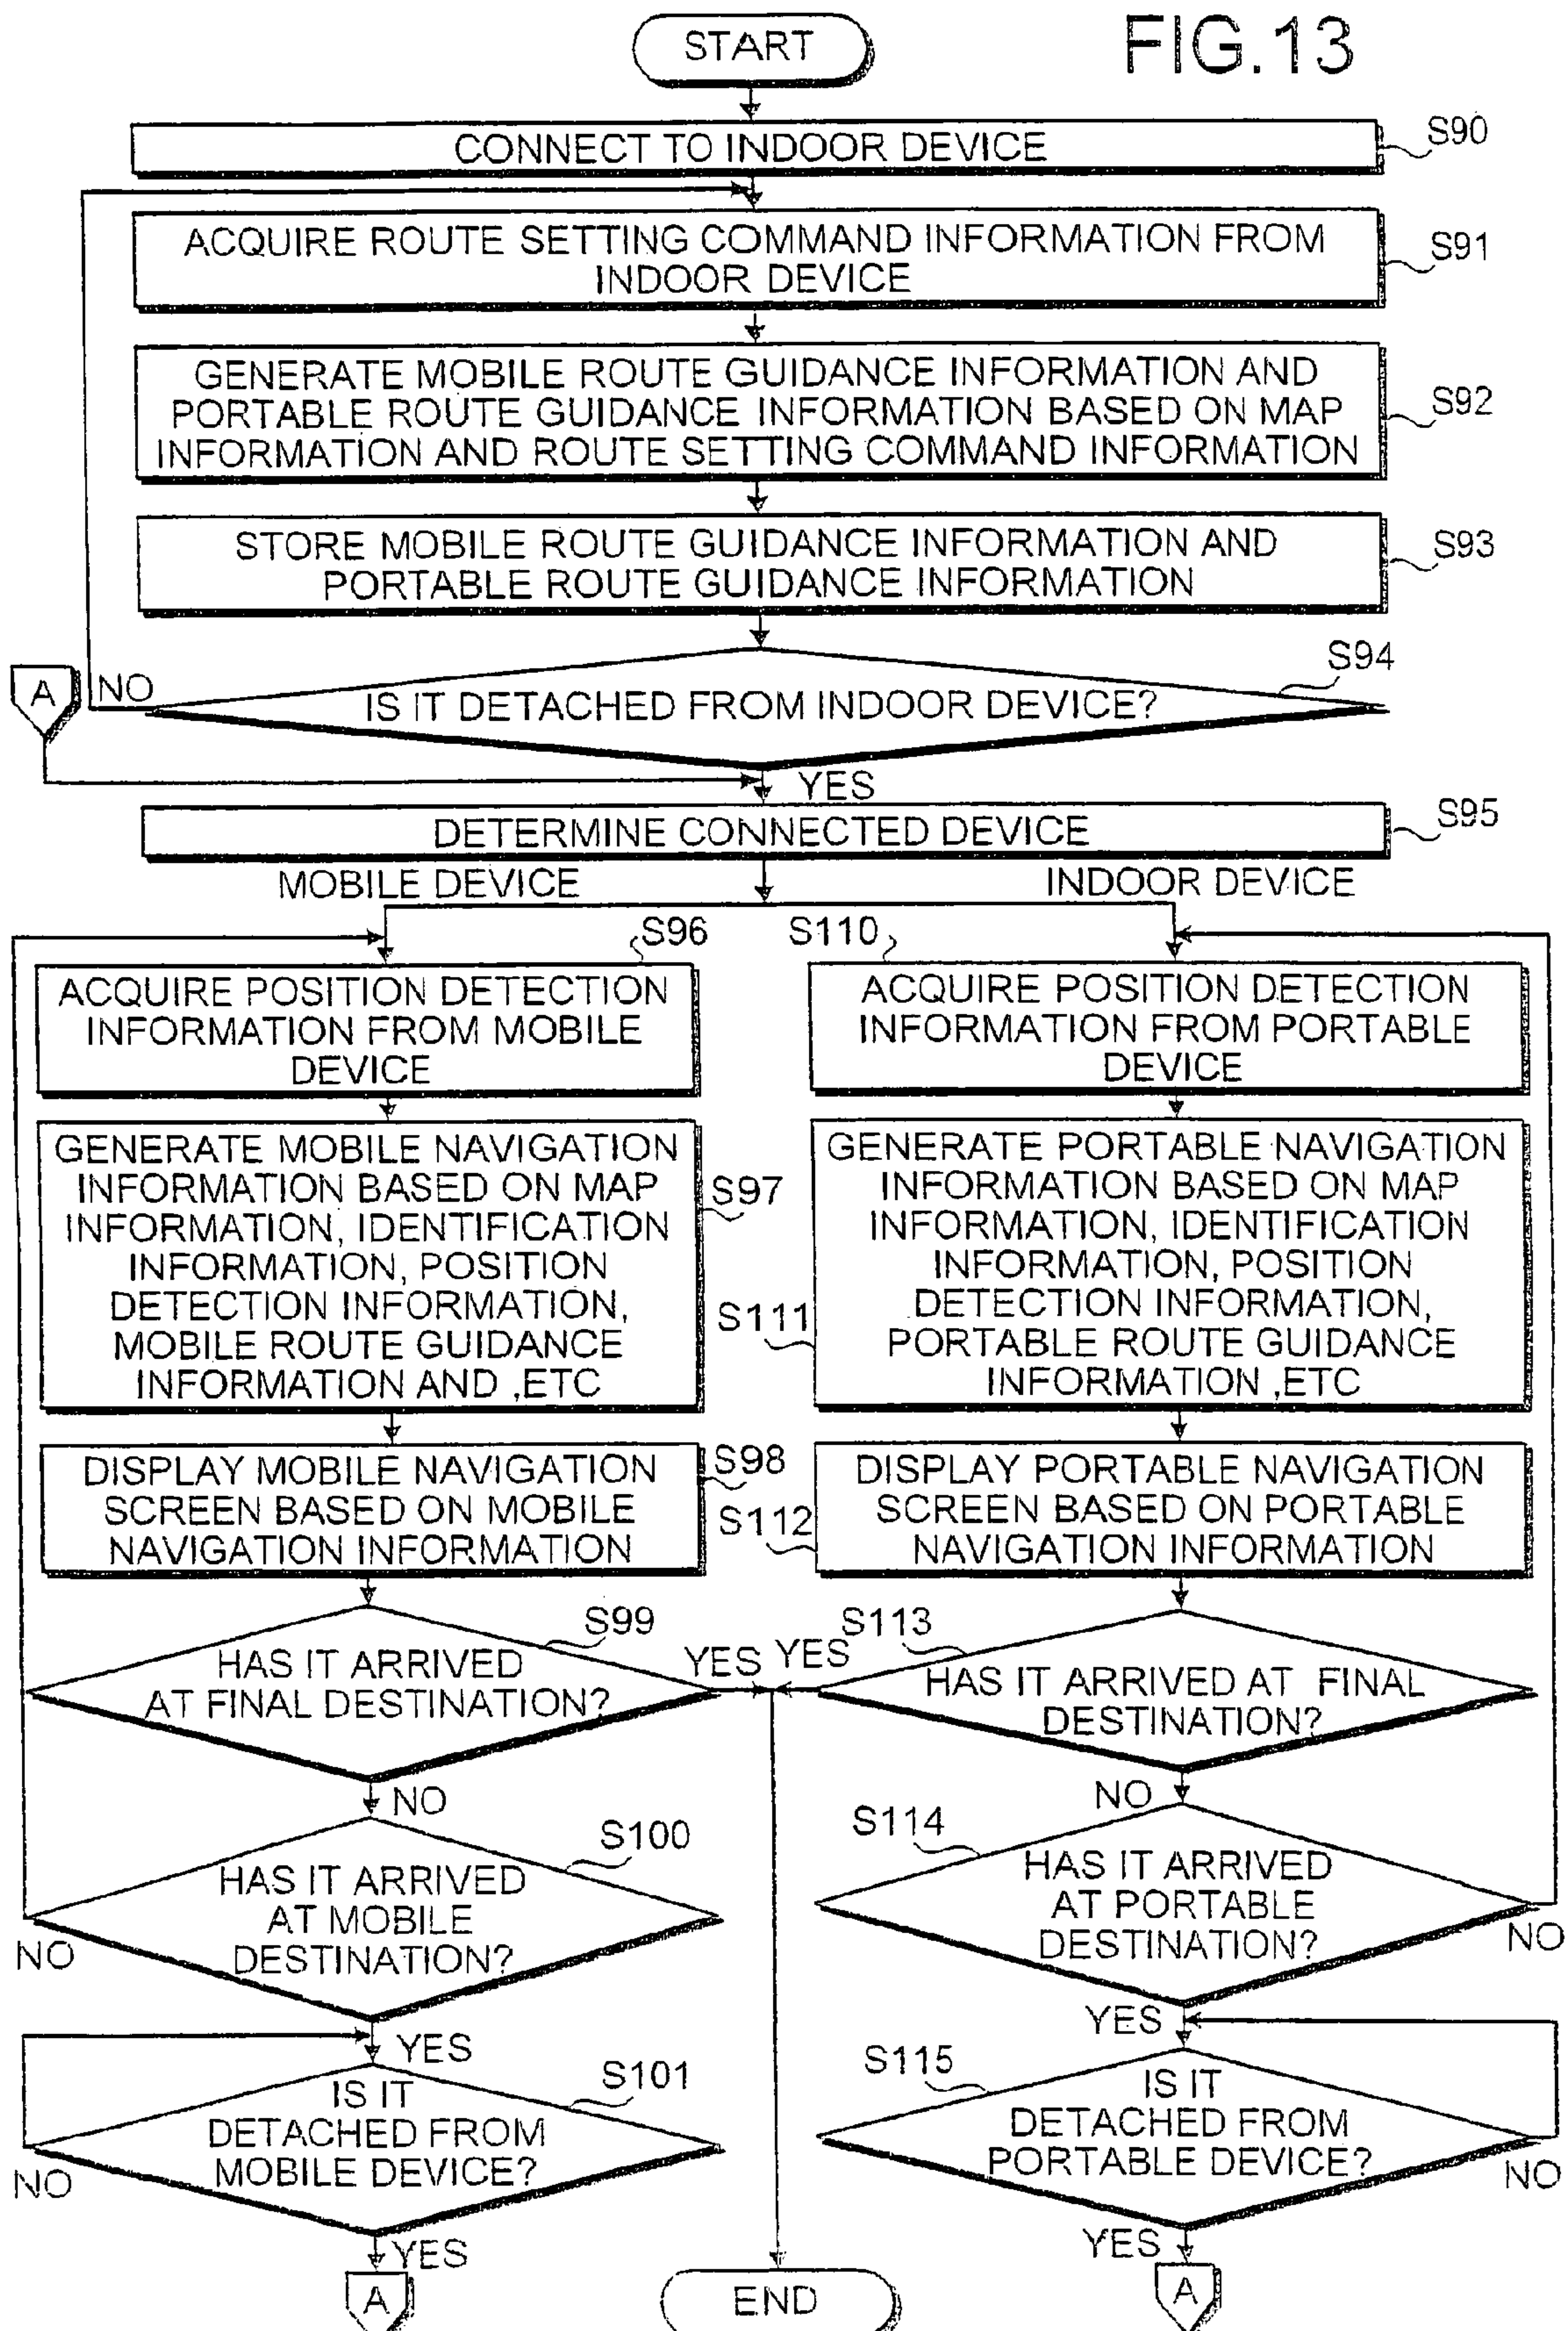 FIG.13
START
CONNECT TO INDOOR DEVICE
S90
ACQUIRE ROUTE SETTING COMMAND INFORMATION FROM
INDOOR DEVICE
S91
GENERATE MOBILE ROUTE GUIDANCE INFORMATION AND
PORTABLE ROUTE GUIDANCE INFORMATION BASED ON MAP
INFORMATION AND ROUTE SETTING COMMAND INFORMATION
S92
STORE MOBILE ROUTE GUIDANCE INFORMATION AND
PORTABLE ROUTE GUIDANCE INFORMATION
S93
S94
A
NO
IS IT DETACHED FROM INDOOR DEVICE?
YES
DETERMINE CONNECTED DEVICE
S95
MOBILE DEVICE
INDOOR DEVICE
S96
ACQUIRE POSITION DETECTION
INFORMATION FROM MOBILE
DEVICE
GENERATE MOBILE NAVIGATION
INFORMATION BASED ON MAP
INFORMATION, IDENTIFICATION
INFORMATION, POSITION
DETECTION INFORMATION,
MOBILE ROUTE GUIDANCE
INFORMATION AND ,ETC
S97
DISPLAY MOBILE NAVIGATION
SCREEN BASED ON MOBILE
NAVIGATION INFORMATION
S98
S99
HAS IT ARRIVED
AT FINAL DESTINATION?
YES
NO
S100
HAS IT ARRIVED
AT MOBILE
DESTINATION?
NO
YES
S101
IS IT
DETACHED FROM
MOBILE DEVICE?
NO
YES
A
S110
ACQUIRE POSITION DETECTION
INFORMATION FROM PORTABLE
DEVICE
GENERATE PORTABLE NAVIGATION
INFORMATION BASED ON MAP
INFORMATION, IDENTIFICATION
INFORMATION, POSITION
DETECTION INFORMATION,
PORTABLE ROUTE GUIDANCE
INFORMATION ,ETC
S111
DISPLAY PORTABLE NAVIGATION
SCREEN BASED ON PORTABLE
NAVIGATION INFORMATION
S112
S113
YES
HAS IT ARRIVED AT FINAL
DESTINATION?
NO
S114
HAS IT ARRIVED
AT PORTABLE
DESTINATION?
NO
YES
S115
IS IT
DETACHED FROM
PORTABLE DEVICE?
NO
YES
A
END